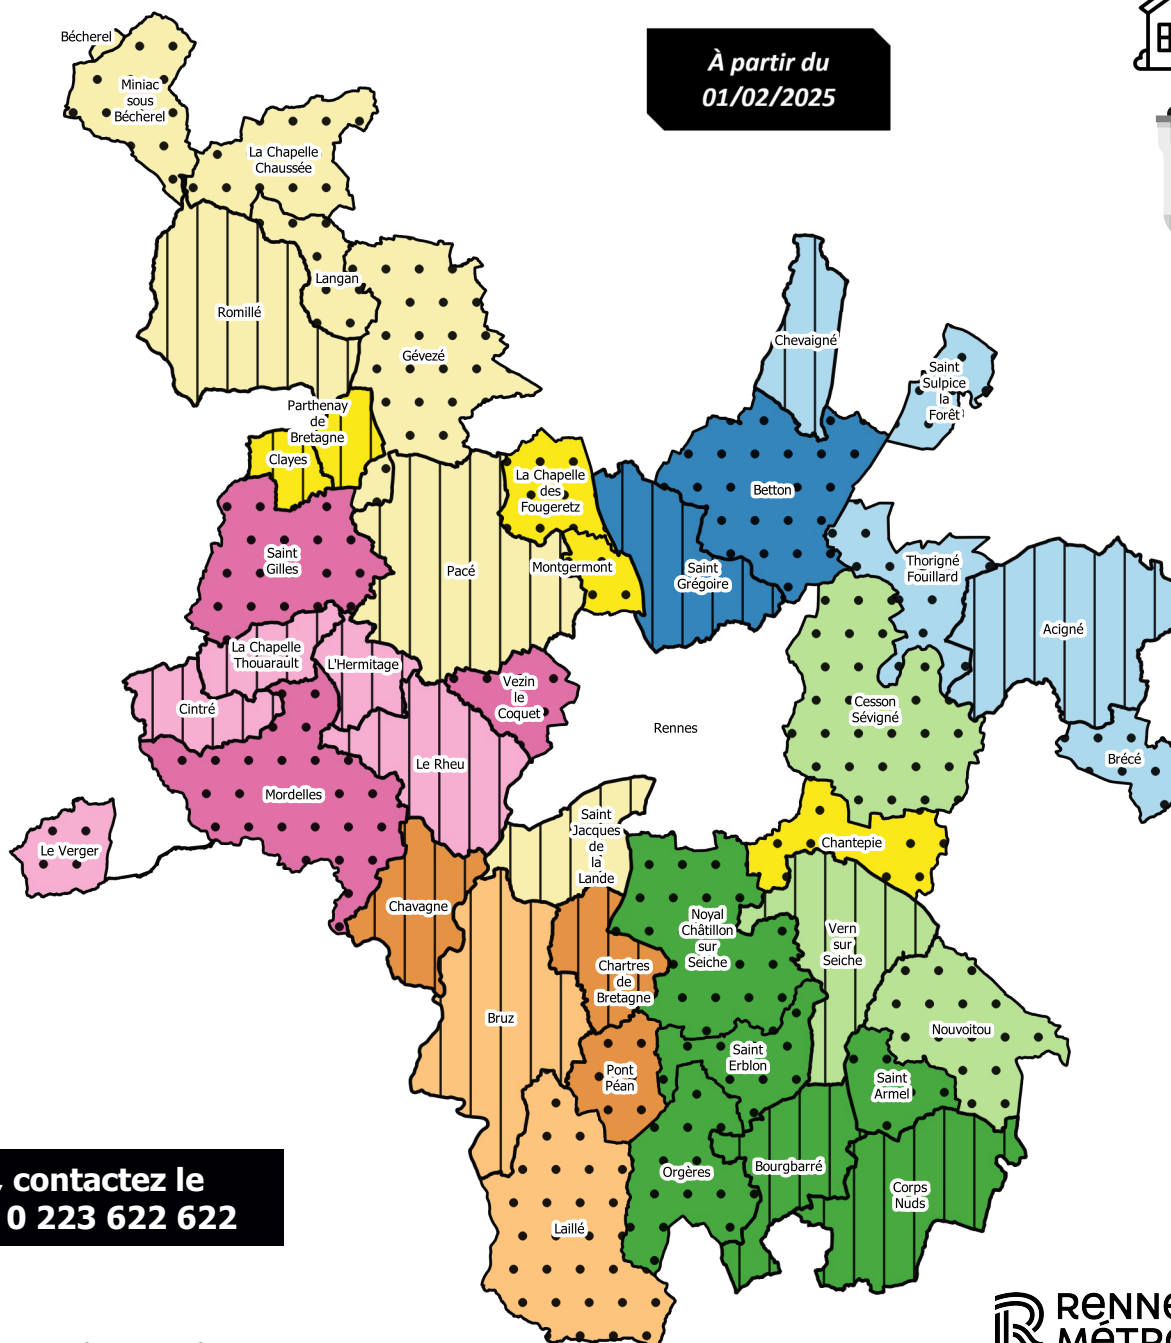 À partir du
01/02/2025
Bécherel
Miniac
sous
Bécherel
La Chapelle
Chaussée
Langan
Romillé
Gévezé
Chevaigné
Saint
Sulpice
la
Forêt
Parthenay
de
Bretagne
Clayes
La Chapelle
des
Fougeretz
Betton
Saint
Gilles
Pacé
Montgermont
Saint
Grégoire
Thorigné
Fouillard
Acigné
La Chapelle
Thouarault
L'Hermitage
Vezin
le
Coquet
Cintré
Rennes
Cesson
Sévigné
Brécé
Le Rheu
Mordelles
Le Verger
Saint
Jacques
de
la
Lande
Chantepie
Chavagne
Noyal
Châtillon
sur
Seiche
Vern
sur
Seiche
Chartres
de
Bretagne
Bruz
Nouvoitou
Pont
Péan
Saint
Erblon
Saint
Armel
Orgères
Bourgbarré
Corps
Nuds
Laillé
, contactez le
0 223 622 622
RENNE
MÉTRO